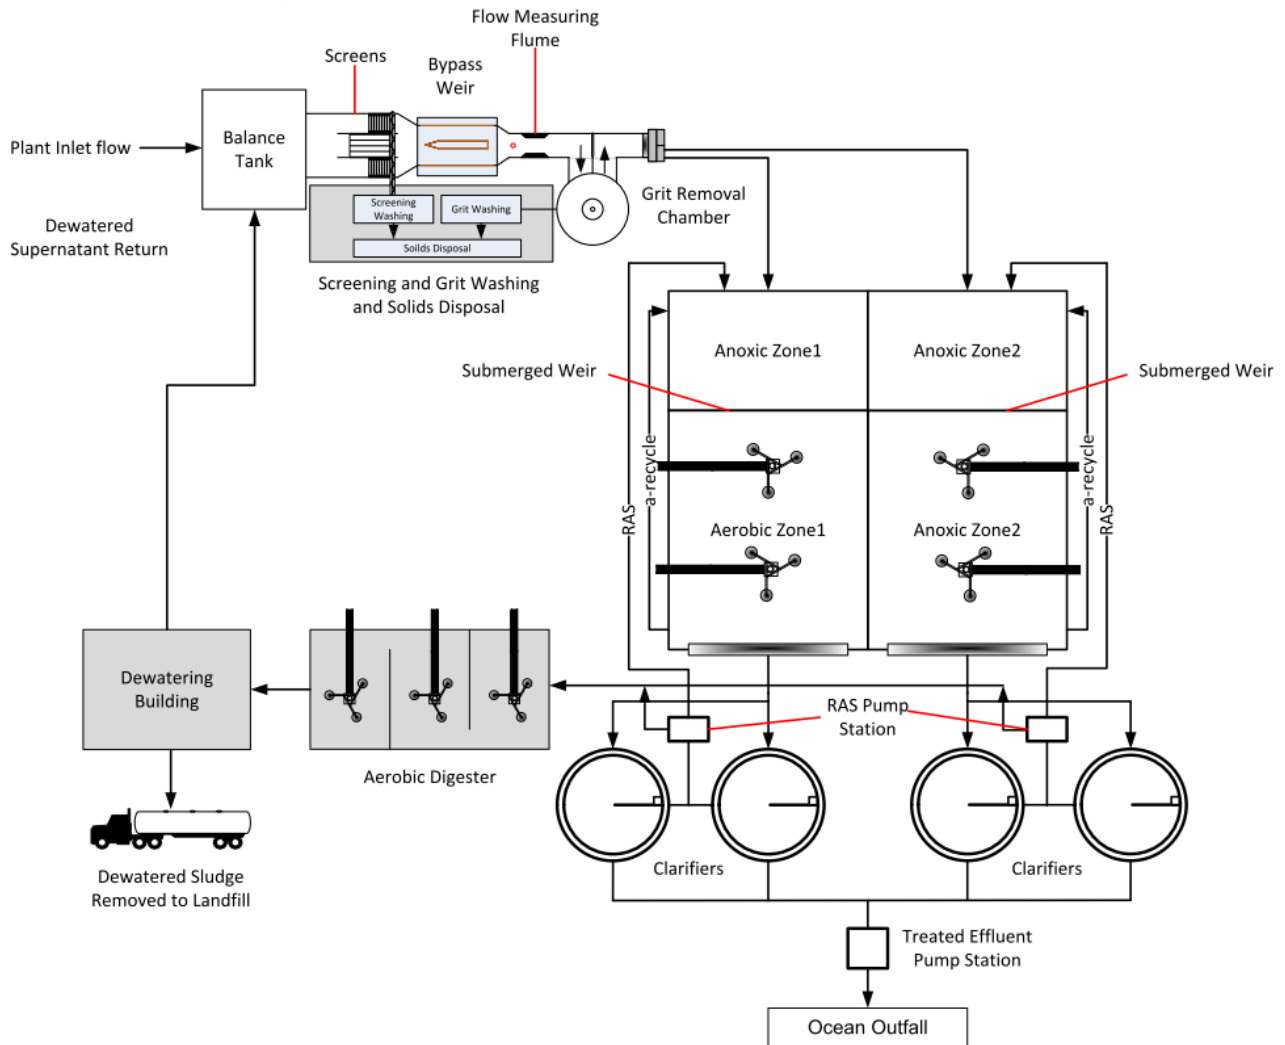 Flow Measuring
Flume
Screens
Bypass
Weir
Plant Inlet flow
Balance
Tank
Screening
Washing
Grit Washing
Soilds Disposal
Grit Removal
Chamber
Dewatered
Supernatant Return
Screening and Grit Washing
and Solids Disposal
Anoxic Zone1
Anoxic Zone2
Submerged Weir
Submerged Weir
a-recycle
a-recycle
RAS
RAS
Aerobic Zone1
Anoxic Zone2
Dewatering
Building
RAS Pump
Station
Aerobic Digester
Clarifiers
Clarifiers
Dewatered Sludge
Removed to Landfill
Treated Effluent
Pump Station
Ocean Outfall